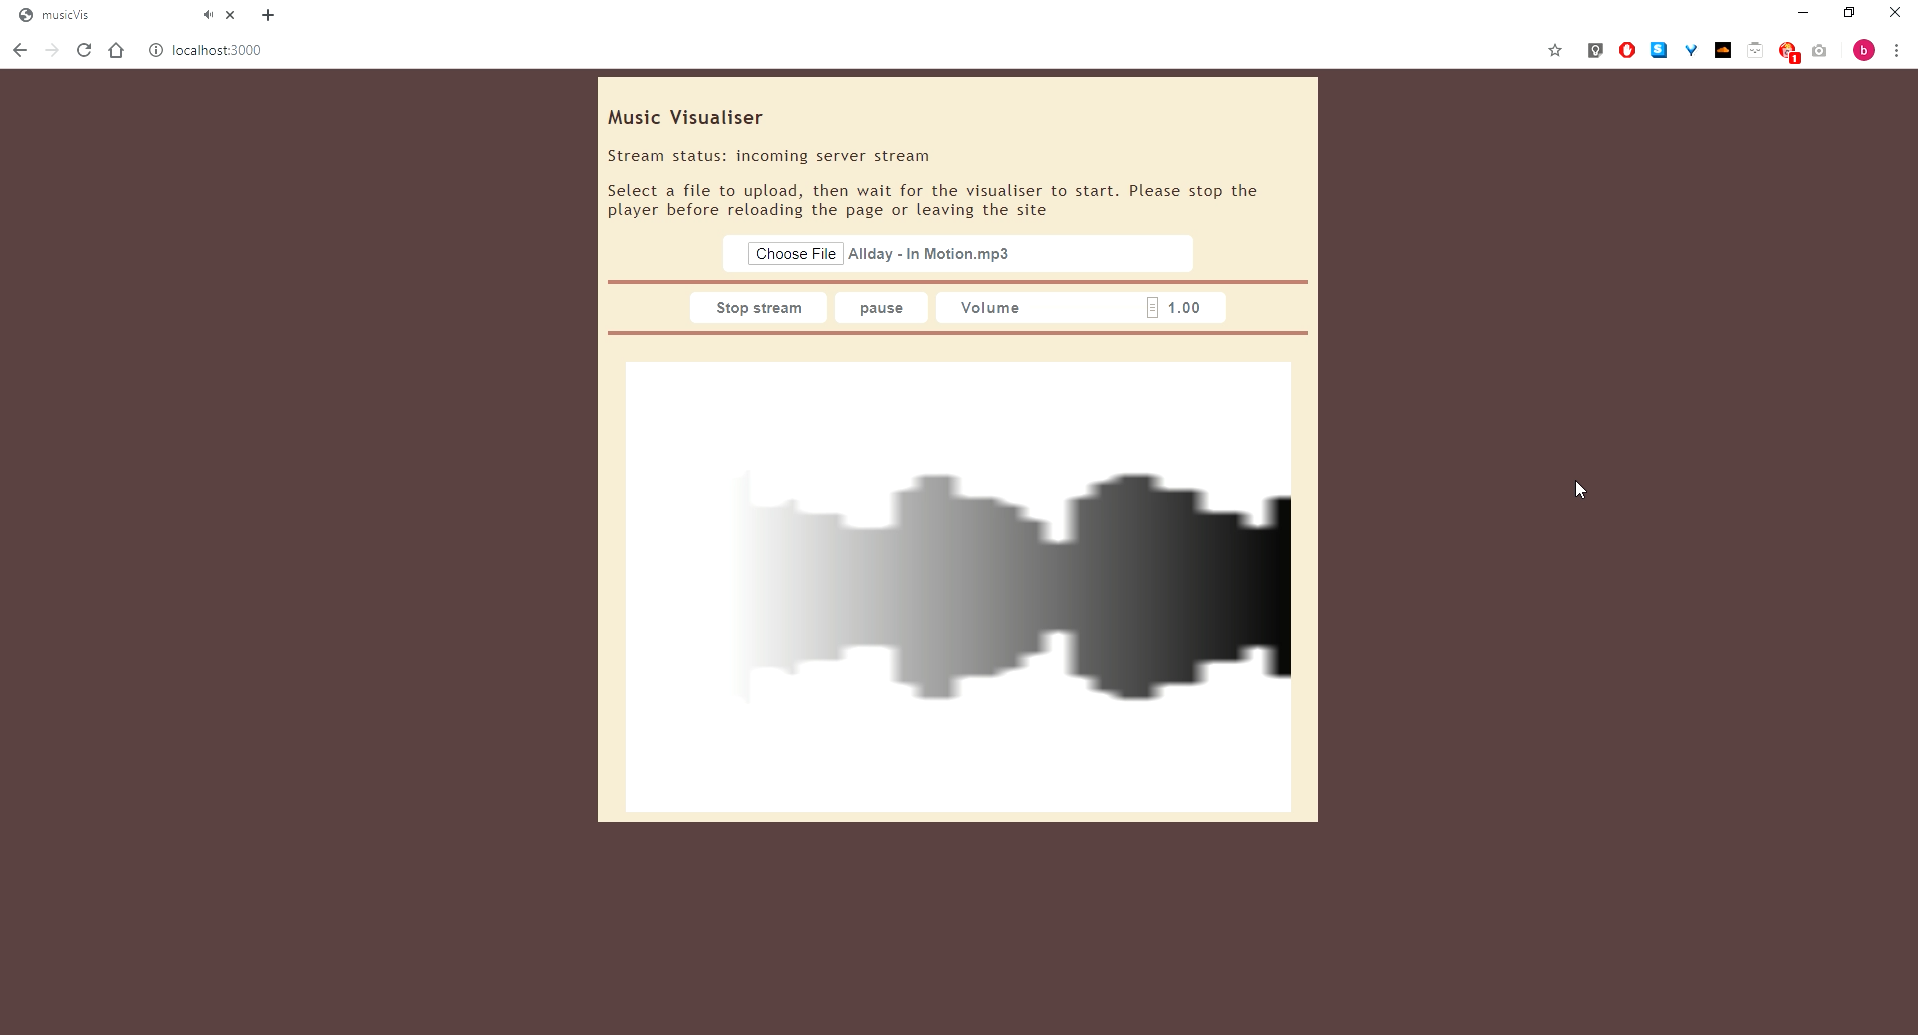 musicVis
localhost:3000
1
b
Music Visualiser
Stream status: incoming server stream
Select a file to upload, then wait for the visualiser to start. Please stop the
player before reloading the page or leaving the site
Choose File Allday - In Motion.mp3
Stop stream pause Volume 1.00